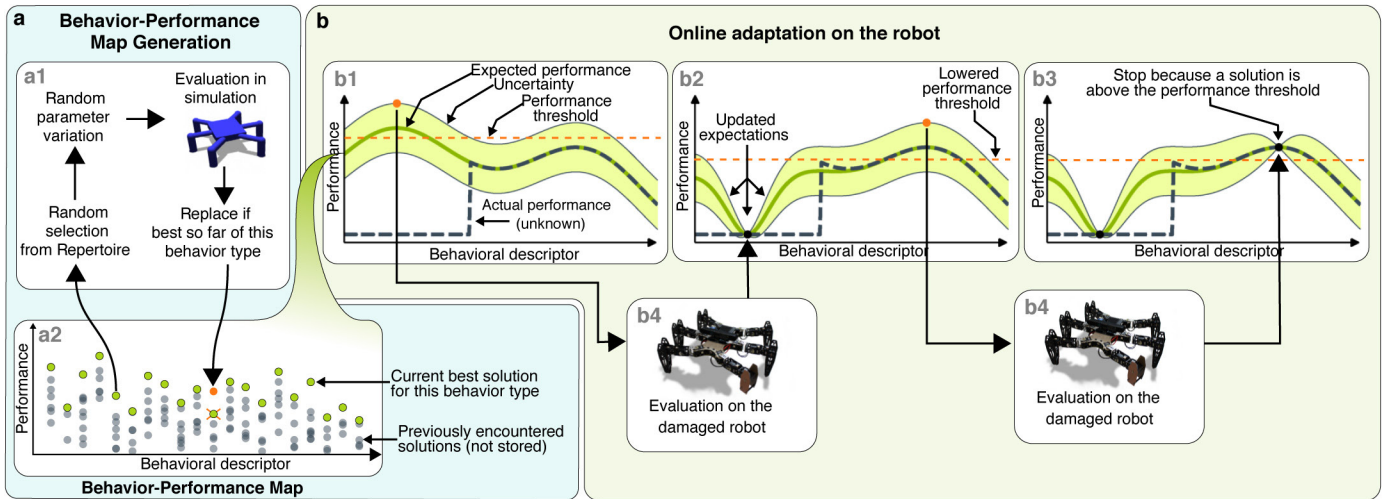 a
Behavior-Performance
Map Generation
a1
Random
parameter
variation
Evaluation in
simulation
Random
selection
from Repertoire
Replace if
best so far of this
behavior type
a2
Performance
Behavioral descriptor
Current best solution
for this behavior type
Previously encountered
solutions (not stored)
Behavior-Performance Map
b
Online adaptation on the robot
b1
Expected performance
Uncertainty
Performance
threshold
Actual performance
(unknown)
Performance
Behavioral descriptor
b2
Updated
expectations
Lowered
performance
threshold
Performance
Behavioral descriptor
b3
Stop because a solution is
above the performance threshold
Performance
Behavioral descriptor
b4
Evaluation on the
damaged robot
b4
Evaluation on the
damaged robot